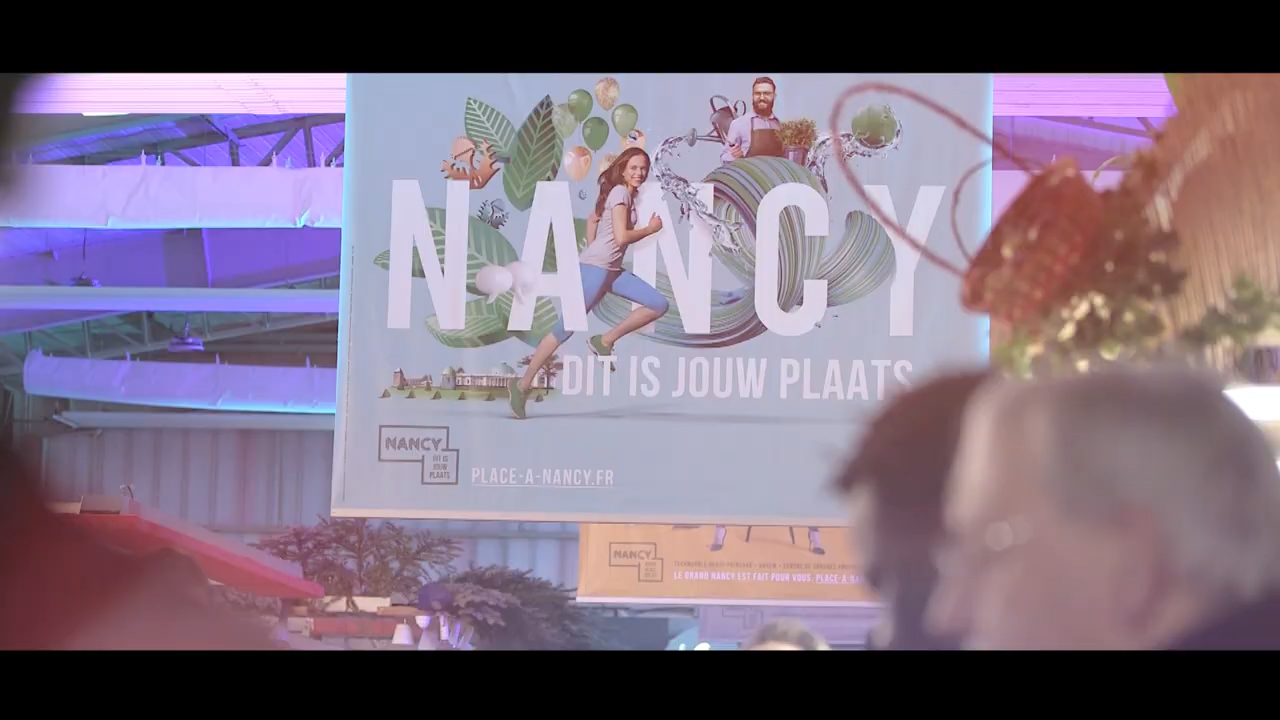 NANCY
DIT IS JOUW PLAATS
NANCY
DIT IS
JOUW
PLAATS
PLACE-A-NANCY.FR
NANCY
LE GRAND NANCY EST FAIT POUR VOUS. PLACE-A-